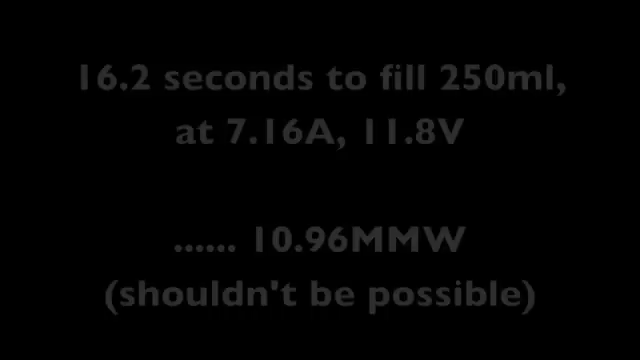 16.2 seconds to fill 250ml,
at 7.16A, 11.8V
...... 10.96MMW
(shouldn't be possible)